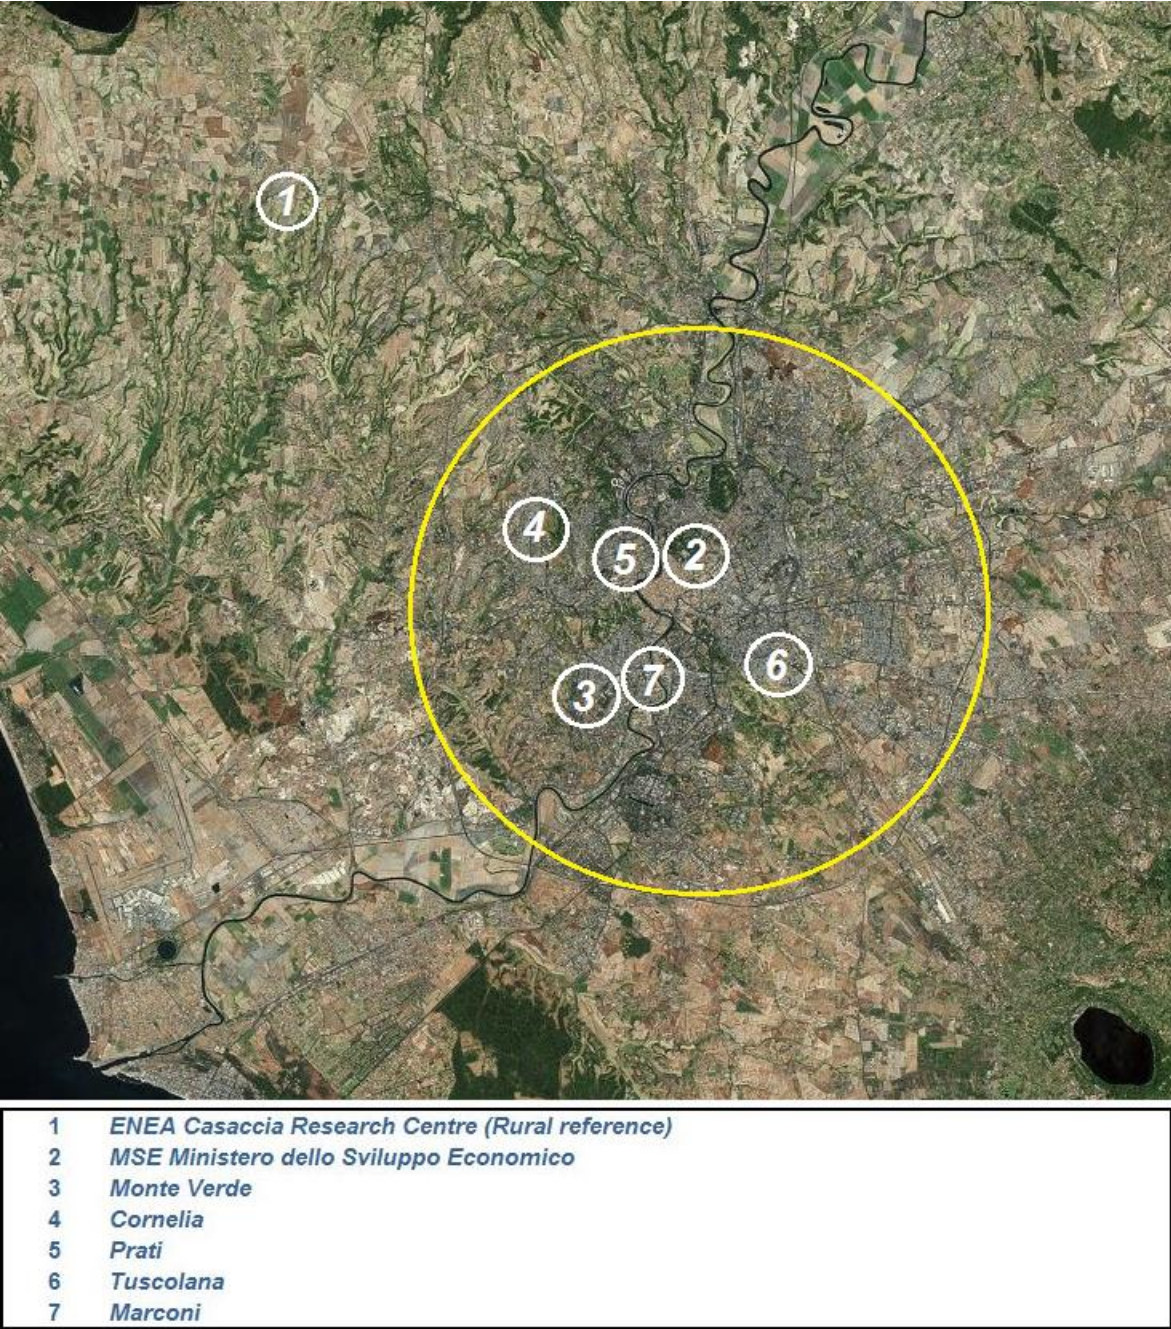 1
4
5 2
6
3 7
1 ENEA Casaccia Research Centre (Rural reference)
2 MSE Ministero dello Sviluppo Economico
3 Monte Verde
4 Cornelia
5 Prati
6 Tuscolana
7 Marconi